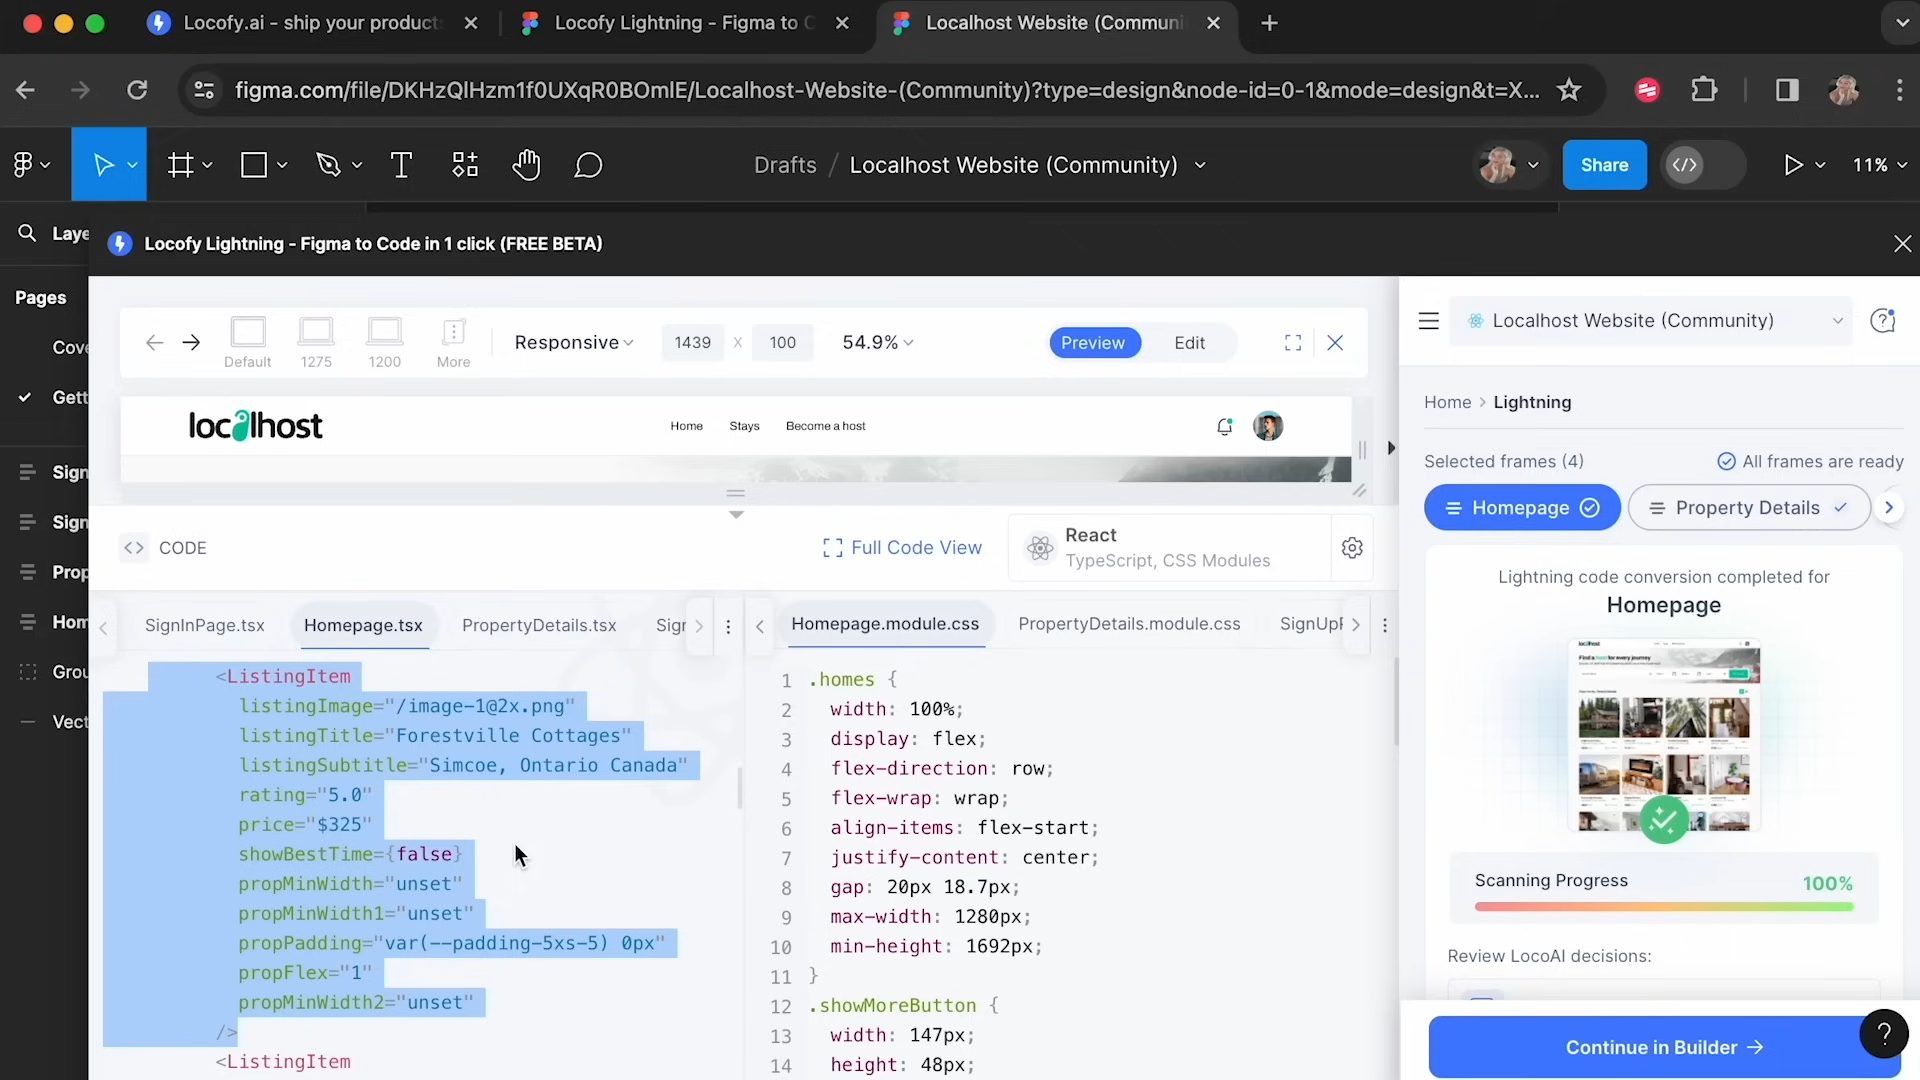 Locofy.ai - ship your product
Locofy Lightning - Figma to C
Localhost Website (Communi
figma.com/file/DKHzQlHzm1f0UXqR0BOmlE/Localhost-Website-(Community)?type=design&node-id=0-1&mode=design&t=X...
Drafts / Localhost Website (Community)
Share
11%
Laye
Locofy Lightning - Figma to Code in 1 click (FREE BETA)
Pages
Cove
Gett
Sign
Sign
Prop
Hom
Grou
Vect
Default
1275
1200
More
Responsive
1439 x 100
54.9%
Preview
Edit
localhost
Home
Stays
Become a host
<> CODE
Full Code View
React
TypeScript, CSS Modules
SignInPage.tsx
Homepage.tsx
PropertyDetails.tsx
Sign
<ListingItem
listingImage="/image-1@2x.png"
listingTitle="Forestville Cottages"
listingSubtitle="Simcoe, Ontario Canada"
rating="5.0"
price="$325"
showBestTime={false}
propMinWidth="unset"
propMinWidth1="unset"
propPadding="var(--padding-5xs-5) 0px"
propFlex="1"
propMinWidth2="unset"
/>
<ListingItem
Homepage.module.css
PropertyDetails.module.css
SignUpP
1 .homes {
2 width: 100%;
3 display: flex;
4 flex-direction: row;
5 flex-wrap: wrap;
6 align-items: flex-start;
7 justify-content: center;
8 gap: 20px 18.7px;
9 max-width: 1280px;
10 min-height: 1692px;
11 }
12 .showMoreButton {
13 width: 147px;
14 height: 48px;
Localhost Website (Community)
Home > Lightning
Selected frames (4)
All frames are ready
Homepage
Property Details
Lightning code conversion completed for
Homepage
Scanning Progress
100%
Review LocoAI decisions:
Continue in Builder →
?